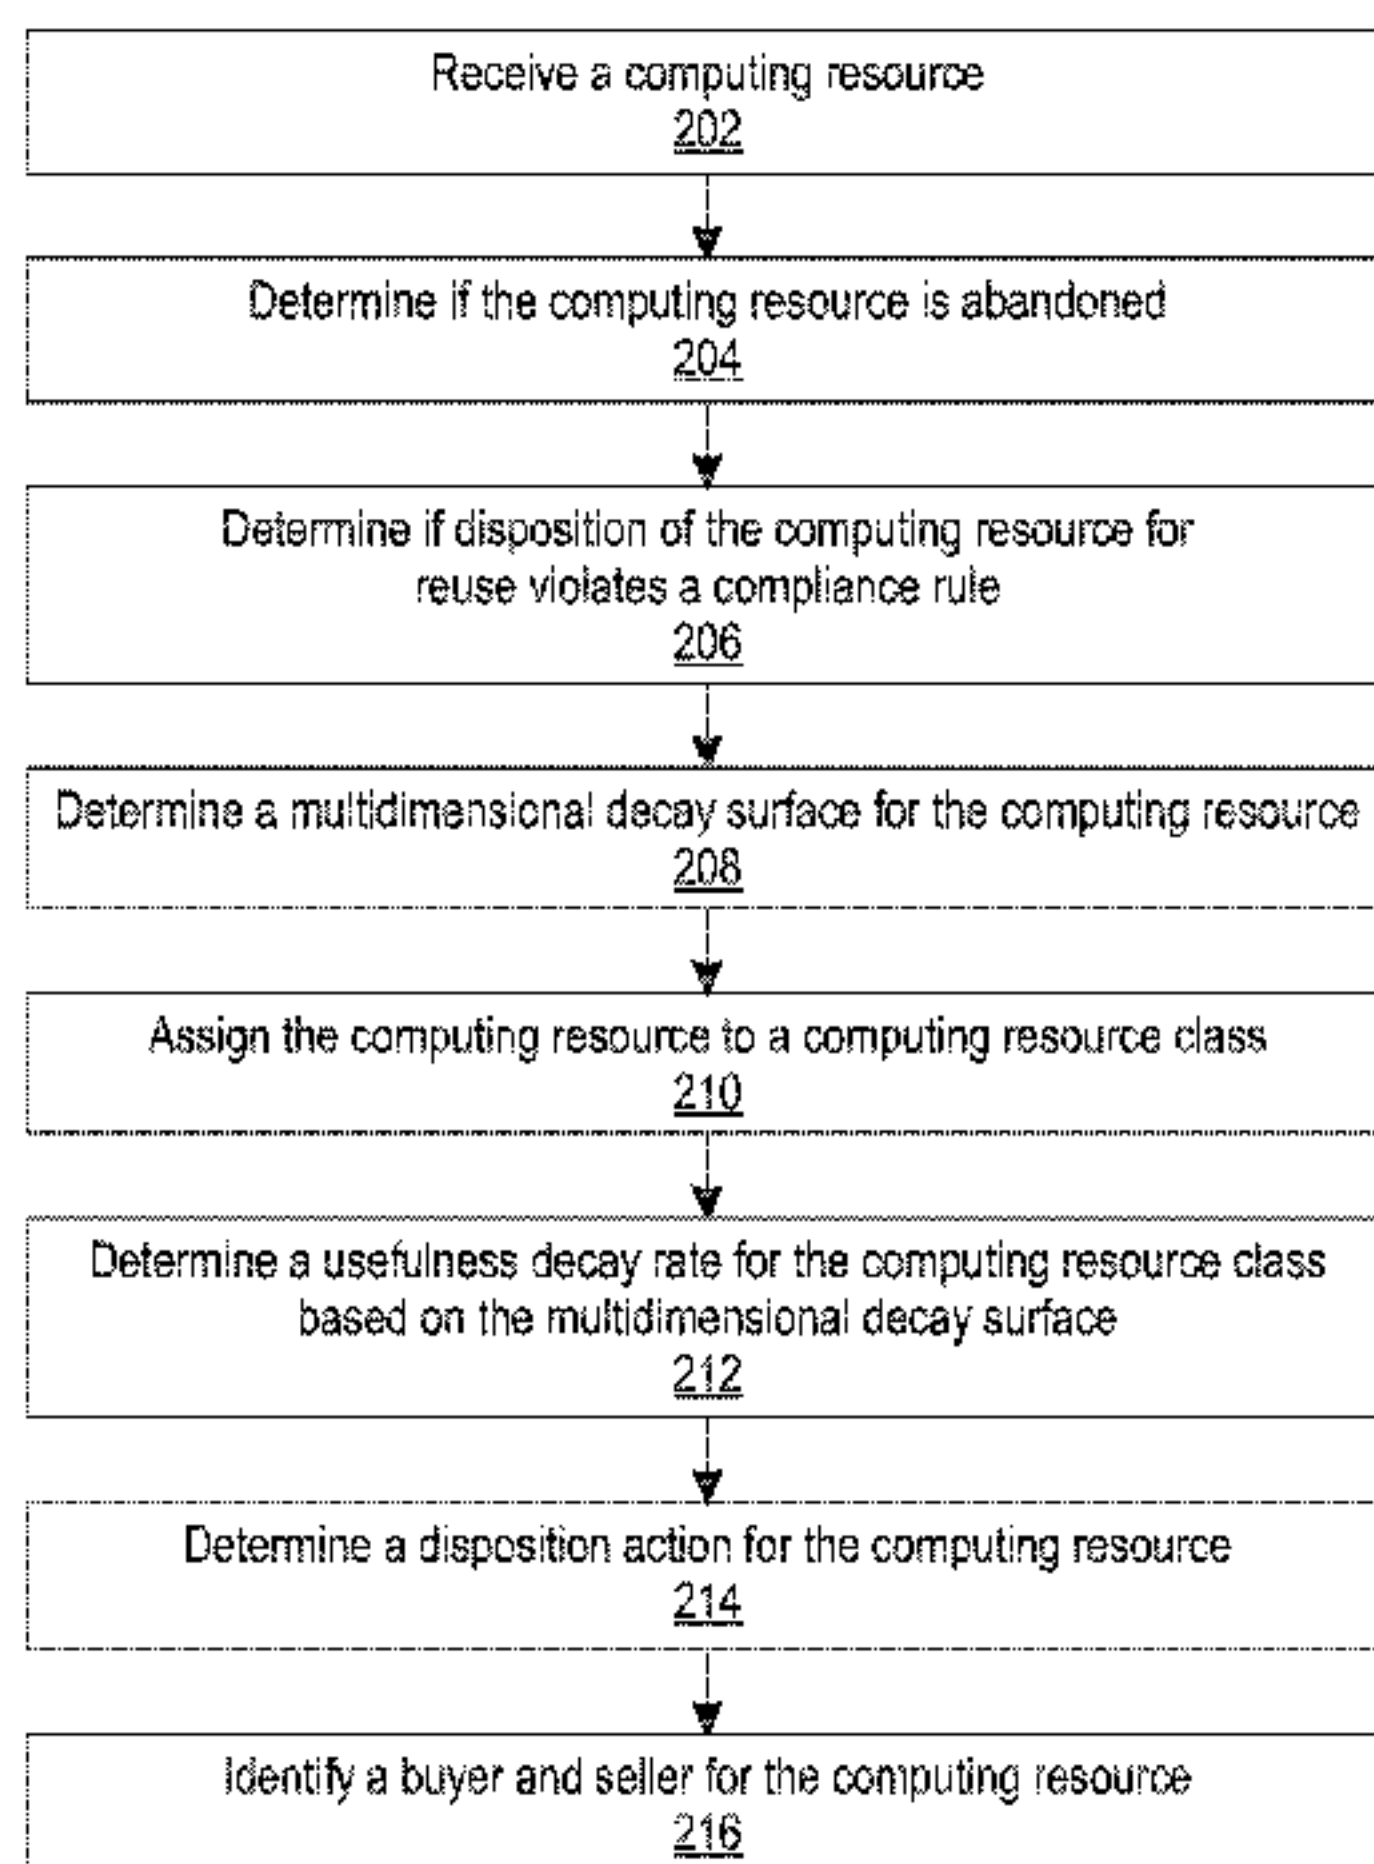 Receive a computing resource
202
Determine if the computing resource is abandoned
204
Determine if disposition of the computing resource for
reuse violates a compliance rule
206
Determine a multidimensional decay surface for the computing resource
208
Assign the computing resource to a computing resource class
210
Determine a usefulness decay rate for the computing resource class
based on the multidimensional decay surface
212
Determine a disposition action for the computing resource
214
Identify a buyer and seller for the computing resource
216